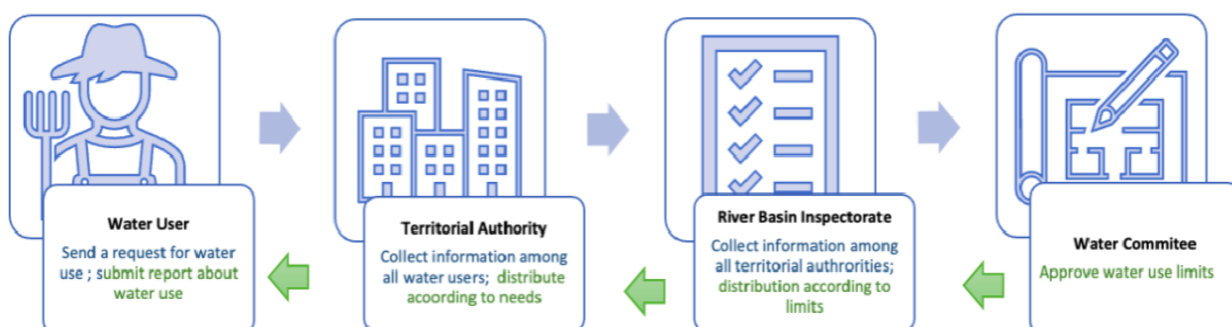 Water User
Send a request for water
use ; submit report about
water use
Territorial Authority
Collect information among
all water users; distribute
acoording to needs
River Basin Inspectorate
Collect information among
all territorial authrorities;
distribution according to
limits
Water Commitee
Approve water use limits